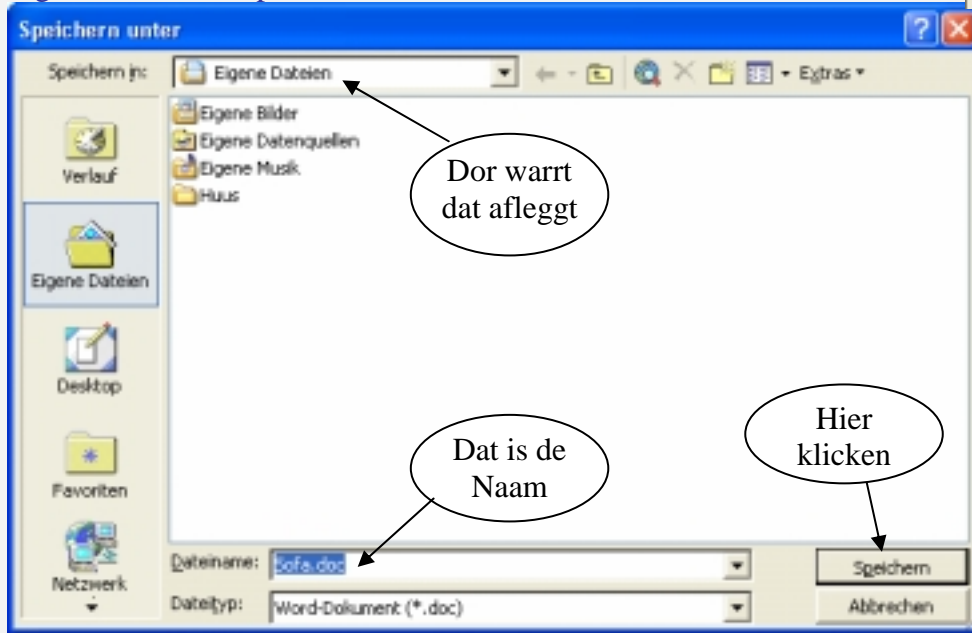 Speichern unter
Speichern in:
Eigene Dateien
Extras
Eigene Bilder
Eigene Datenquellen
Eigene Musik
Huus
Verlauf
Eigene Dateien
Desktop
Favoriten
Netzwerk
Dor warrt
dat afleggt
Dat is de
Naam
Hier
klicken
Dateiname:
Sofa.doc
Speichern
Dateityp:
Word-Dokument (*.doc)
Abbrechen